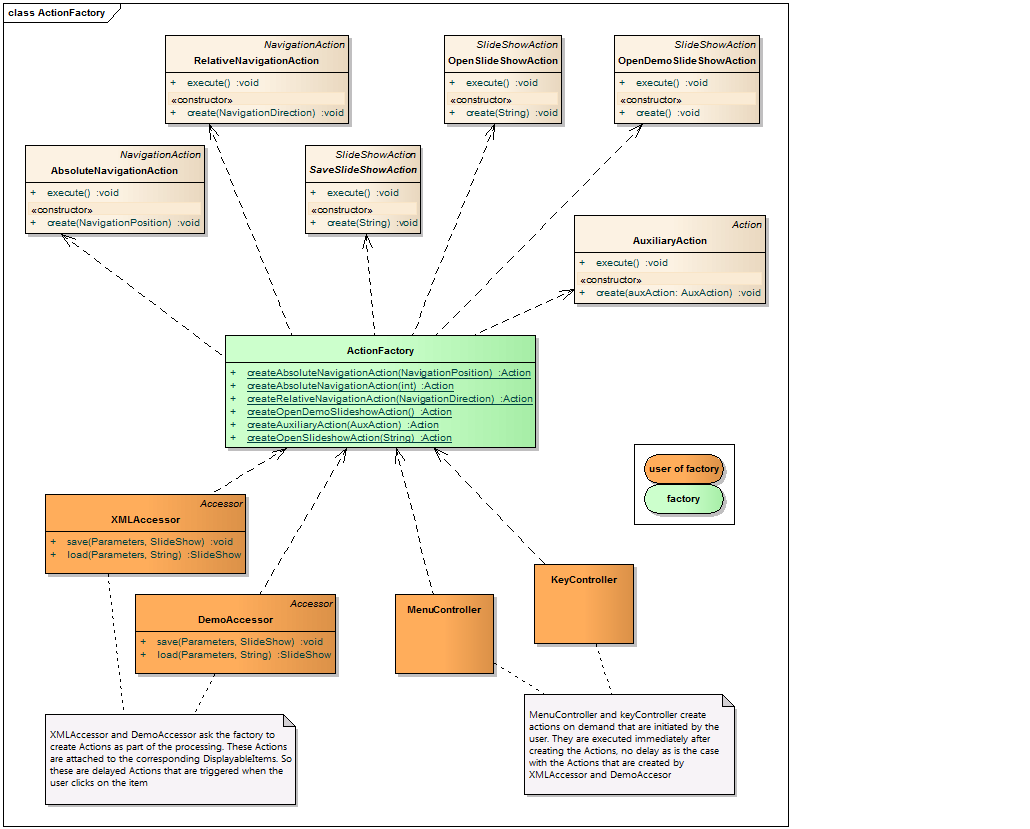 class ActionFactory
NavigationAction
RelativeNavigationAction
+ execute() :void
«constructor»
+ create(NavigationDirection) :void
SlideShowAction
OpenSlideShowAction
+ execute() :void
«constructor»
+ create(String) :void
SlideShowAction
OpenDemoSlideShowAction
+ execute() :void
«constructor»
+ create() :void
NavigationAction
AbsoluteNavigationAction
+ execute() :void
«constructor»
+ create(NavigationPosition) :void
SlideShowAction
SaveSlideShowAction
+ execute() :void
«constructor»
+ create(String) :void
Action
AuxiliaryAction
+ execute() :void
«constructor»
+ create(auxAction: AuxAction) :void
ActionFactory
+ createAbsoluteNavigationAction(NavigationPosition) :Action
+ createAbsoluteNavigationAction(int) :Action
+ createRelativeNavigationAction(NavigationDirection) :Action
+ createOpenDemoSlideshowAction() :Action
+ createAuxiliaryAction(AuxAction) :Action
+ createOpenSlideshowAction(String) :Action
user of factory
factory
Accessor
XMLAccessor
+ save(Parameters, SlideShow) :void
+ load(Parameters, String) :SlideShow
Accessor
DemoAccessor
+ save(Parameters, SlideShow) :void
+ load(Parameters, String) :SlideShow
MenuController
KeyController
XMLAccessor and DemoAccessor ask the factory to
create Actions as part of the processing. These Actions
are attached to the corresponding DisplayableItems. So
these are delayed Actions that are triggered when the
user clicks on the item
MenuController and keyController create
actions on demand that are initiated by the
user. They are executed immediately after
creating the Actions, no delay as is the case
with the Actions that are created by
XMLAccessor and DemoAccesor